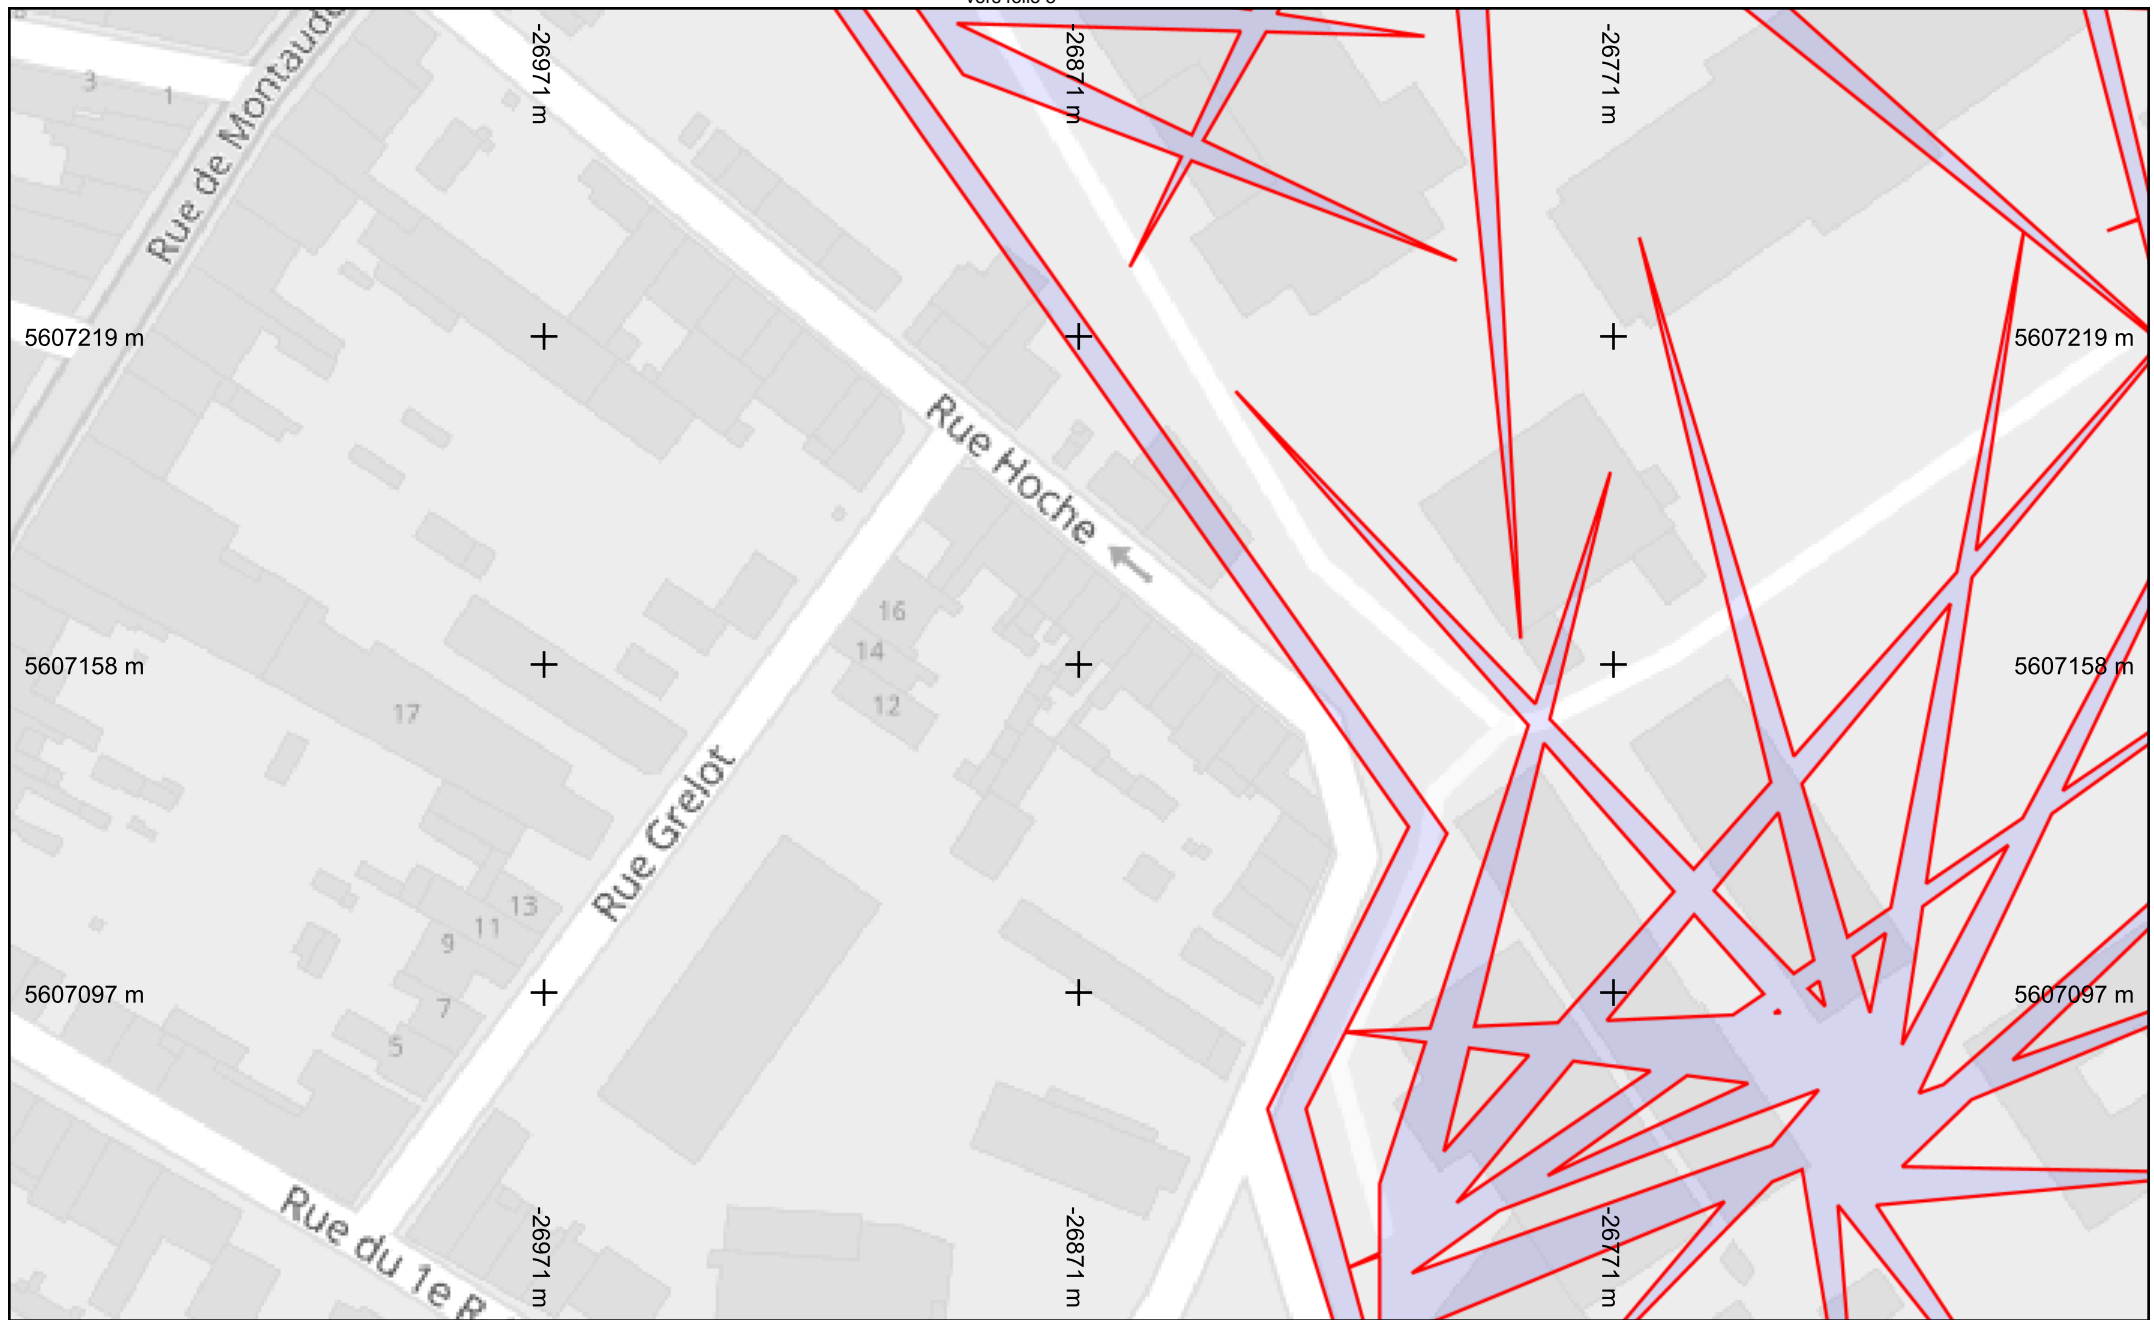 -26971 m
-26871 m
-26771 m
3
1
Rue de Montaud
5607219 m
5607219 m
Rue Hoche
16
14
12
5607158 m
5607158 m
17
Rue Grelot
13
11
9
7
5
5607097 m
5607097 m
Rue du 1e R
-26971 m
-26871 m
-26771 m